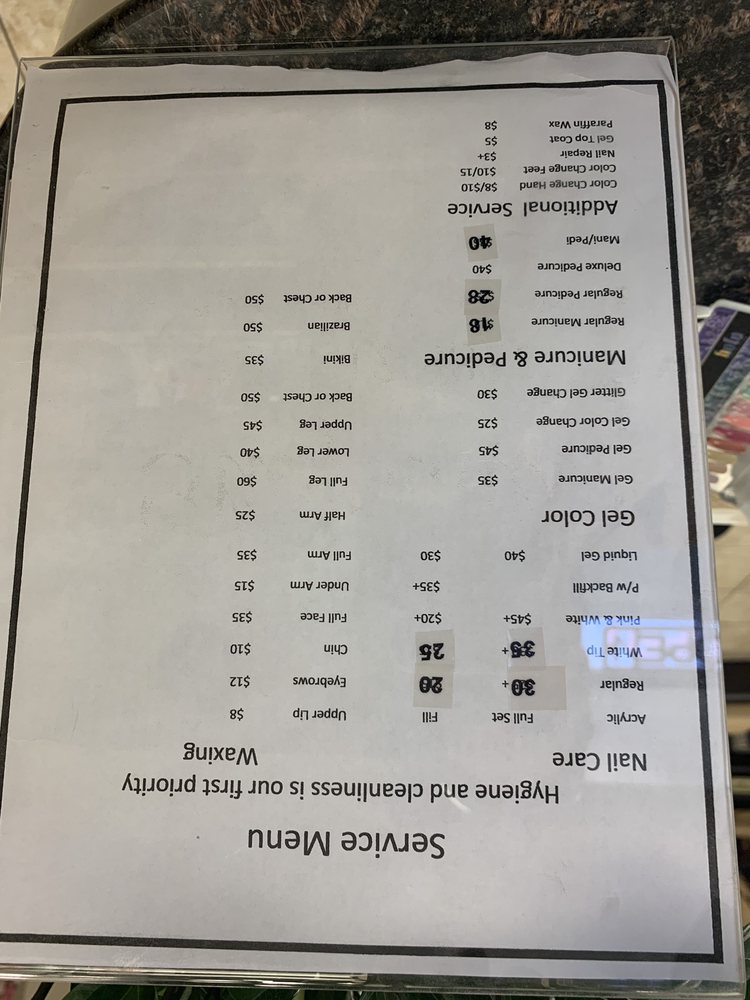 Service Menu
Hygiene and cleanliness is our first priority
Nail Care Waxing
Acrylic Full Set Fill Upper Lip $8
Regular 30+ 20 Eyebrows $12
White Tip 35+ 25 Chin $10
Pink & White $45+ $20+ Full Face $35
P/w Backfill $35+ Under Arm $15
Liquid Gel $40 $30 Full Arm $35
Gel Color Half Arm $25
Gel Manicure $35 Full Leg $60
Gel Pedicure $45 Lower Leg $40
Gel Color Change $25 Upper Leg $45
Glitter Gel Change $30 Back or Chest $50
Manicure & Pedicure Bikini $35
Regular Manicure 18 Brazilian $50
Regular Pedicure 28 Back or Chest $50
Deluxe Pedicure $40
Mani/Pedi 40
Additional Service
Color Change Hand $8/$10
Color Change Feet $10/15
Nail Repair $3+
Gel Top Coat $5
Paraffin Wax $8